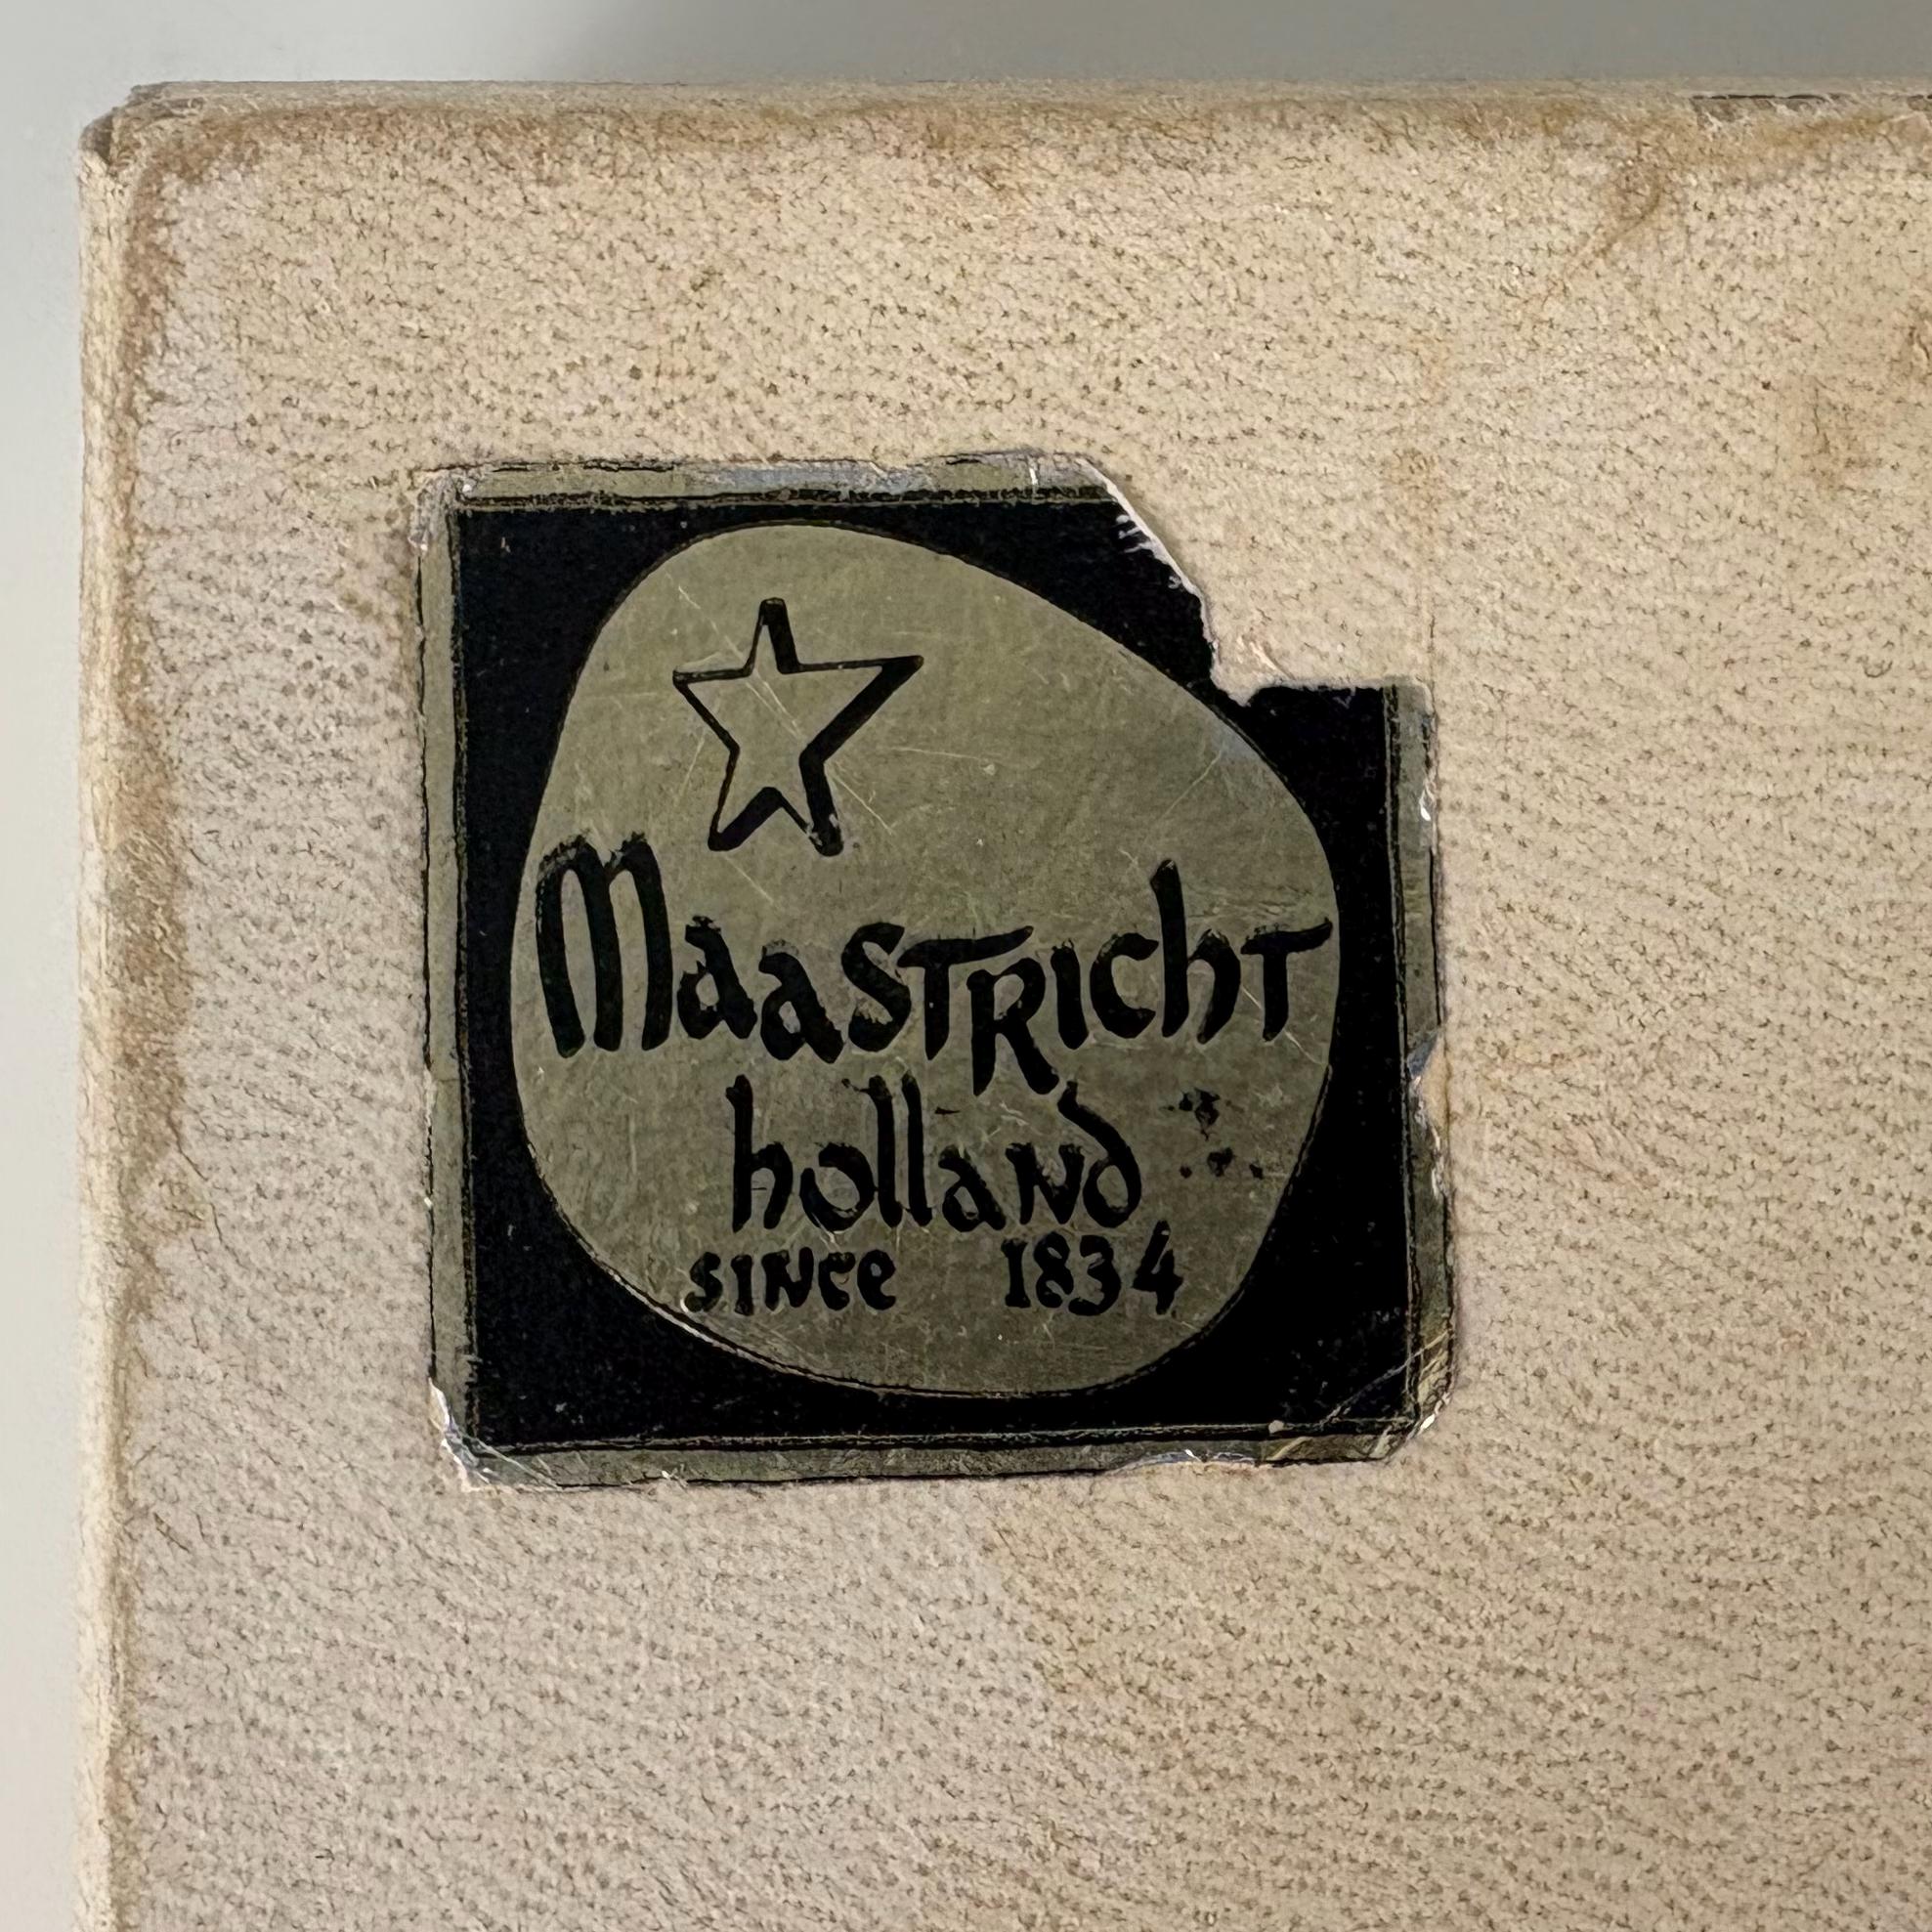 Maastricht
holland
since 1834